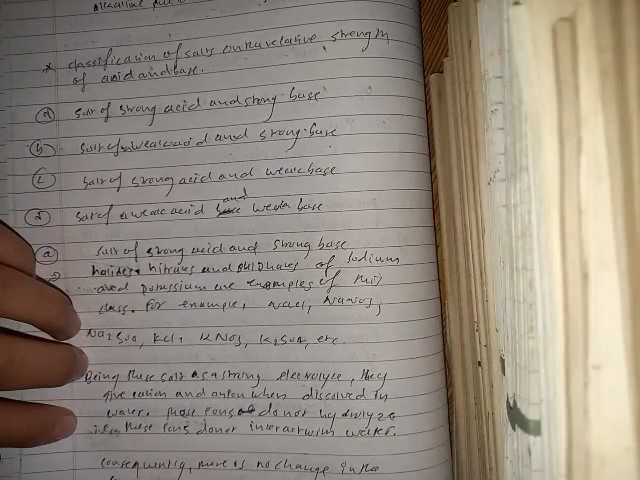 alkaline
* classification of salts on relative strength
of acid and base.
(a) salt of strong acid and strong base
(b) salt of weak acid and strong base
(c) salt of strong acid and weak base
(d) salt of a weak acid and weak base
(a) salt of strong acid and strong base
⇒ halides, nitrates and sulphates of sodium
and potassium are examples of this
class. For example, NaCl, NaNO3,
Na2SO4, KCl, KNO3, K2SO4, etc.
Being these salt as a strong electrolyte, they
give cation and anion when dissolved in
water. these ions do not hydrolyze
i.e., these ions do not interact with water.
consequently, there is no change in the